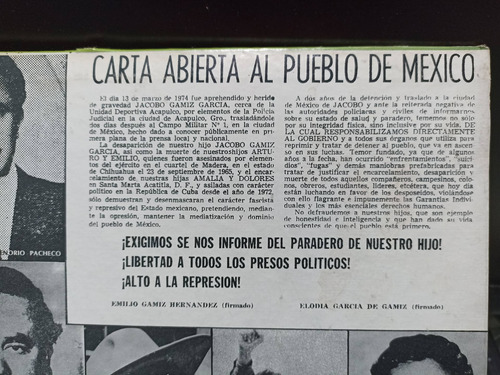 CARTA ABIERTA AL PUEBLO DE MEXICO
El día 13 de marzo de 1974 fue aprehendido y herido
de gravedad JACOBO GAMIZ GARCIA, cerca de la
Unidad Deportiva Acapulco, por elementos de la Policía
Judicial en la ciudad de Acapulco, Gro., trasladándole
dos días después al Campo Militar Nº 1, en la ciudad
de México, hecho dado a conocer públicamente en pri-
mera plana de la prensa local y nacional.
La desaparición de nuestro hijo JACOBO GAMIZ
GARCIA, así como la muerte de nuestroshijos ARTU-
RO Y EMILIO, quienes fueron asesinados por elemen-
tos del ejército en el cuartel de Madera, en el estado de
Chihuahua el 23 de septiembre de 1965, y el encar-
celamiento de nuestras hijas AMALIA Y DOLORES
en Santa Marta Acatitla, D. F., y asiladas con carácter
político en la República de Cuba desde el año de 1972,
sólo demuestran y desenmascaran el carácter fascista
y represivo del Estado mexicano, pretendiendo, median-
te la opresión, mantener la mediatización y dominio del
pueblo de México.
A dos años de la detención y traslado a la ciudad
de México de JACOBO y ante la reiterada negativa de
las autoridades policiacas y civiles de informarnos
sobre su estado de salud y paradero, tememos no sólo
por su integridad física, sino inclusive por su vida, DE
LA CUAL RESPONSABILIZAMOS DIRECTAMENTE
AL GOBIERNO y a todos sus órganos que utiliza para
reprimir y tratar de detener al pueblo, que va en ascen-
so en sus luchas. Temor fundado, ya que de algunos
años a la fecha, han ocurrido "enfrentamientos", "suici-
dios", "fugas" y demás maniobras prefabricadas para
tratar de justificar el encarcelamiento, desaparición y
muerte de todos aquellos compañeros, campesinos, colo-
nos, obreros, estudiantes, líderes, etcétera, que hoy día
están luchando en favor de los desposeídos, violándose
con ello flagrante e impunemente las Garantías Indivi-
duales y los más esenciales derechos humanos.
No defraudemos a nuestros hijos, que son ejemplo
de honestidad e inteligencia y que han dado su vida
conscientes de que el pueblo está primero.
¡EXIGIMOS SE NOS INFORME DEL PARADERO DE NUESTRO HIJO!
¡LIBERTAD A TODOS LOS PRESOS POLITICOS!
¡ALTO A LA REPRESION!
EMILIO GAMIZ HERNANDEZ (firmado)
ELODIA GARCIA DE GAMIZ (firmado)
PACHECO